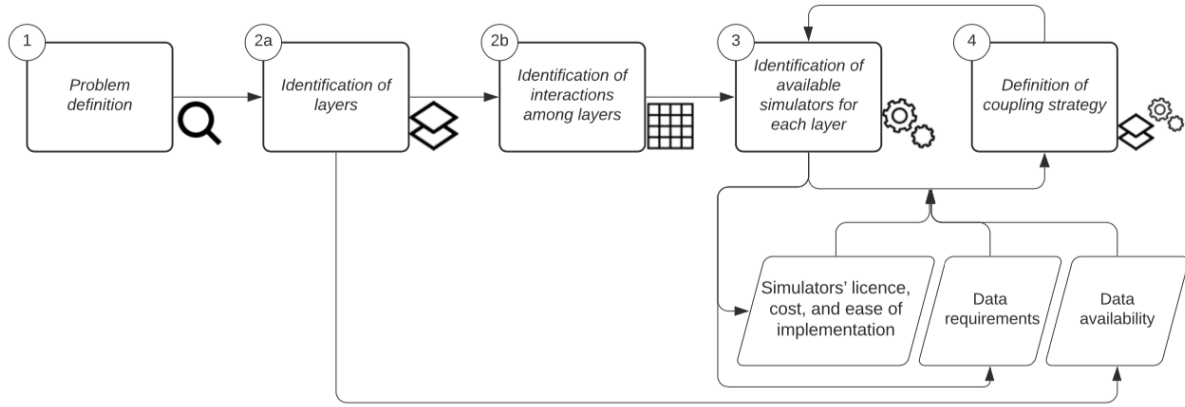 1
Problem
definition
2a
Identification of
layers
2b
Identification of
interactions
among layers
3
Identification of
available
simulators for
each layer
4
Definition of
coupling strategy
Simulators' licence,
cost, and ease of
implementation
Data
requirements
Data
availability